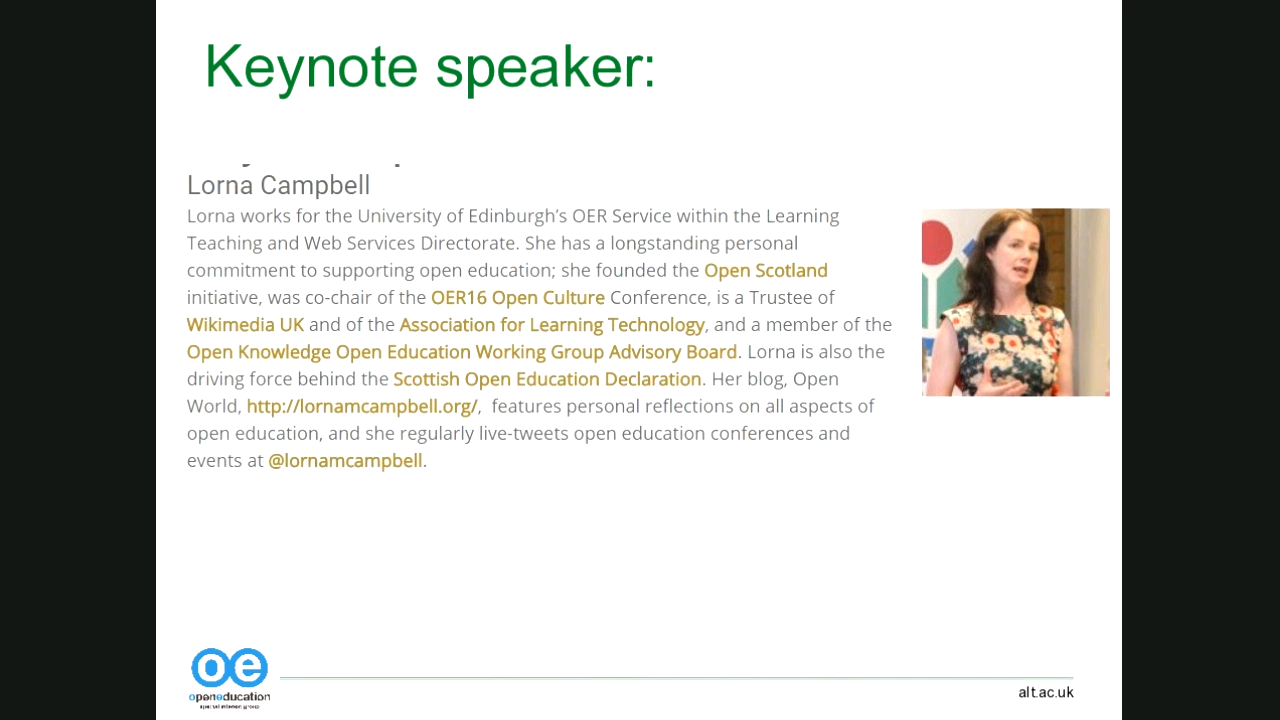 Keynote speaker:
Lorna Campbell
Lorna works for the University of Edinburgh’s OER Service within the Learning
Teaching and Web Services Directorate. She has a longstanding personal
commitment to supporting open education; she founded the Open Scotland
initiative, was co-chair of the OER16 Open Culture Conference, is a Trustee of
Wikimedia UK and of the Association for Learning Technology, and a member of the
Open Knowledge Open Education Working Group Advisory Board. Lorna is also the
driving force behind the Scottish Open Education Declaration. Her blog, Open
World, http://lornamcampbell.org/, features personal reflections on all aspects of
open education, and she regularly live-tweets open education conferences and
events at @lornamcampbell.
oe
openeducation
special interest group
alt.ac.uk